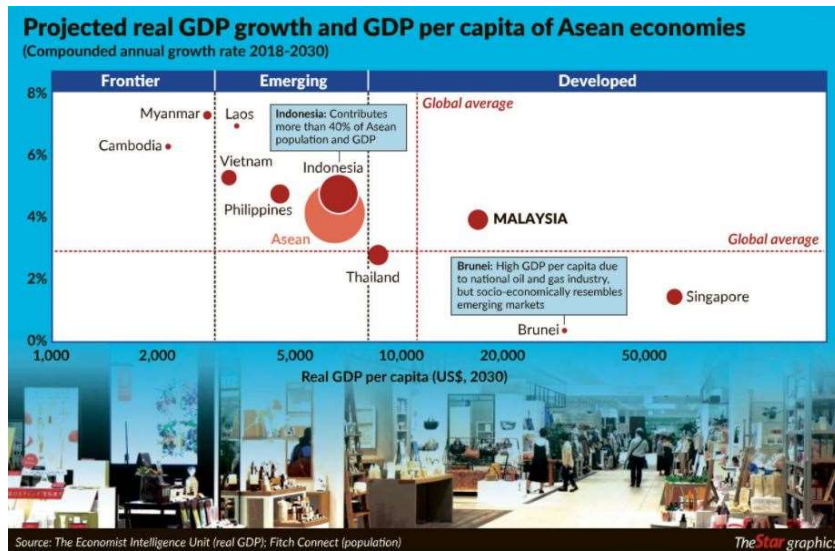 Projected real GDP growth and GDP per capita of Asean economies
(Compounded annual growth rate 2018-2030)
Frontier
Emerging
Developed
8%
6%
4%
2%
0%
Global average
Myanmar
Laos
Indonesia: Contributes
more than 40% of Asean
population and GDP
Cambodia
Vietnam
Indonesia
Philippines
MALAYSIA
Asean
Global average
Thailand
Brunei: High GDP per capita due
to national oil and gas industry,
but socio-economically resembles
emerging markets
Singapore
Brunei
1,000
2,000
5,000
10,000
20,000
50,000
Real GDP per capita (US$, 2030)
Source: The Economist Intelligence Unit (real GDP); Fitch Connect (population)
TheStar graphics